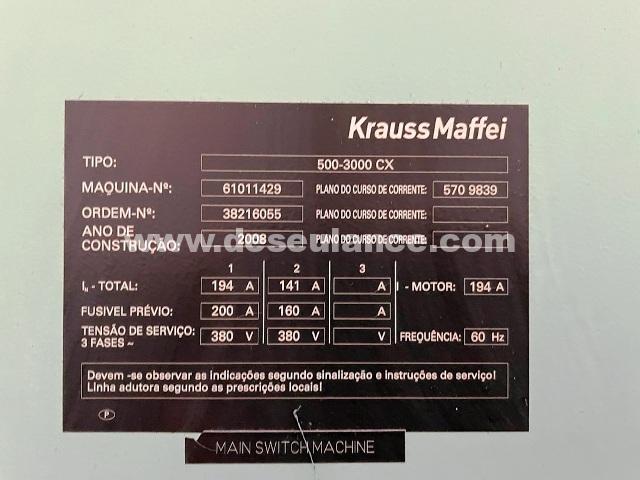 KraussMaffei
TIPO: 500-3000 CX
MAQUINA-Nº: 61011429 PLANO DO CURSO DE CORRENTE: 570 9839
ORDEM-Nº: 38216055 PLANO DO CURSO DE CORRENTE:
ANO DE
CONSTRUÇÃO: 2008 PLANO DO CURSO DE CORRENTE:
www.deseulance.com
1 2 3
I_N - TOTAL: 194 A 141 A A I - MOTOR: 194 A
FUSIVEL PRÉVIO: 200 A 160 A A
TENSÃO DE SERVIÇO:
3 FASES ~ 380 V 380 V V FREQUÊNCIA: 60 Hz
Devem -se observar as indicações segundo sinalização e instruções de serviço!
Linha adutora segundo as prescrições locais!
P
MAIN SWITCH MACHINE